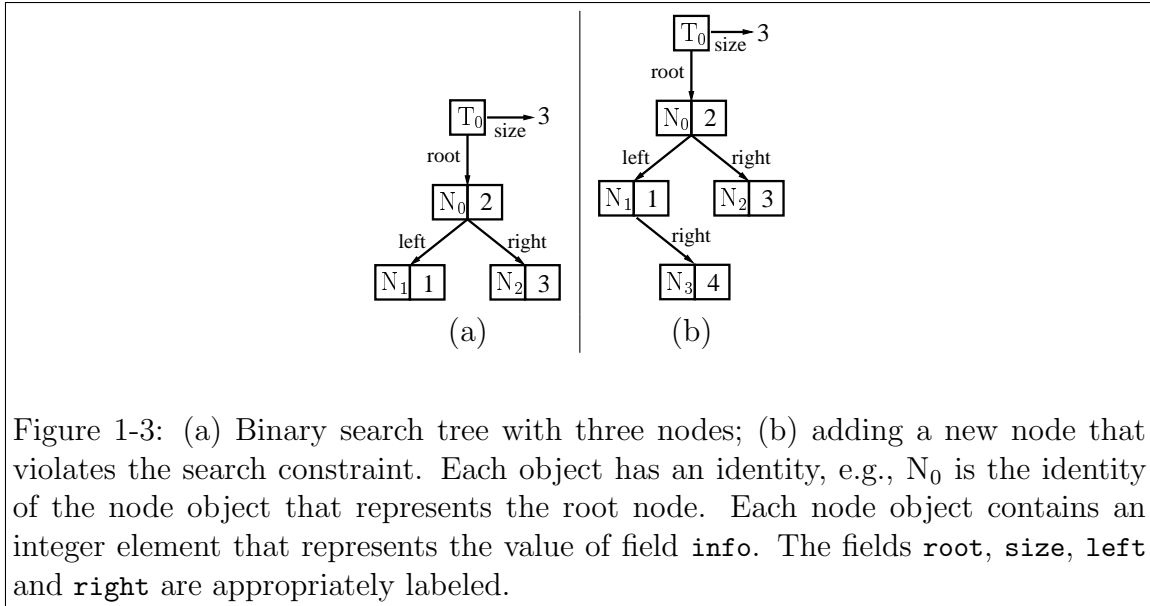 T₀ size 3
root
N₀ 2
left right
N₁ 1 N₂ 3
(a)
T₀ size 3
root
N₀ 2
left right
N₁ 1 N₂ 3
right
N₃ 4
(b)
Figure 1-3: (a) Binary search tree with three nodes; (b) adding a new node that
violates the search constraint. Each object has an identity, e.g., N₀ is the identity
of the node object that represents the root node. Each node object contains an
integer element that represents the value of field info. The fields root, size, left
and right are appropriately labeled.